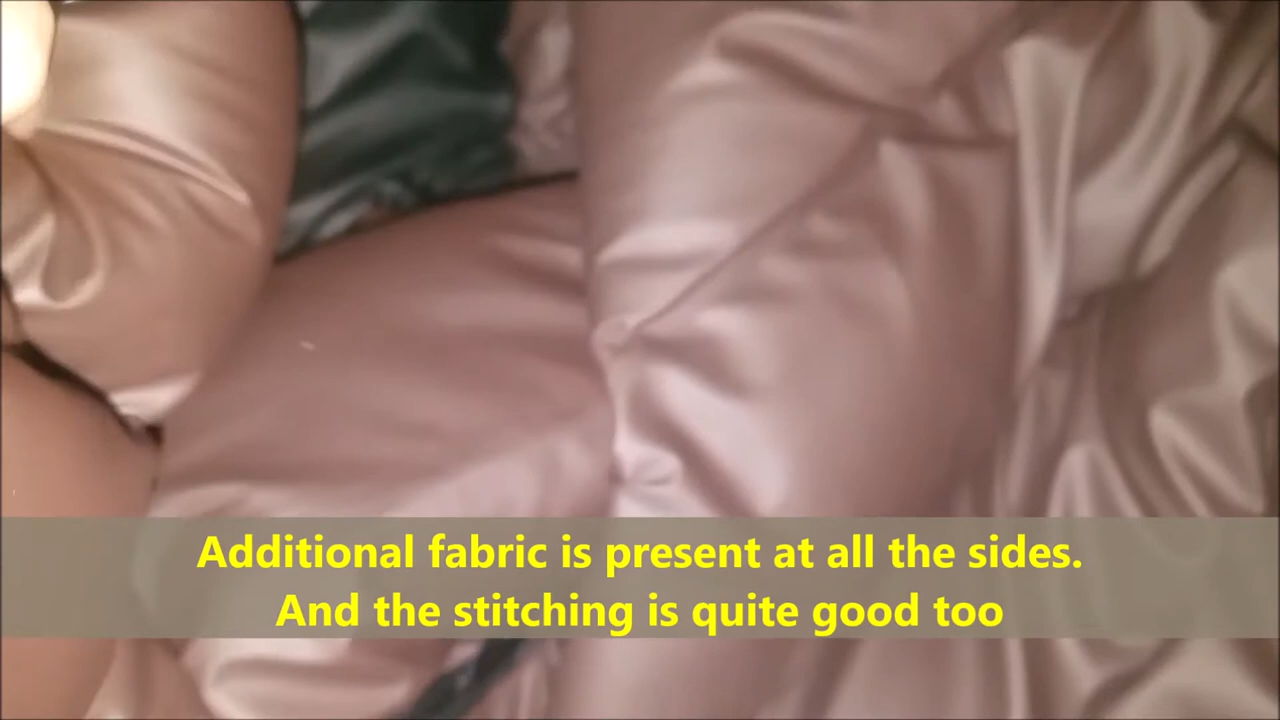 Additional fabric is present at all the sides.
And the stitching is quite good too